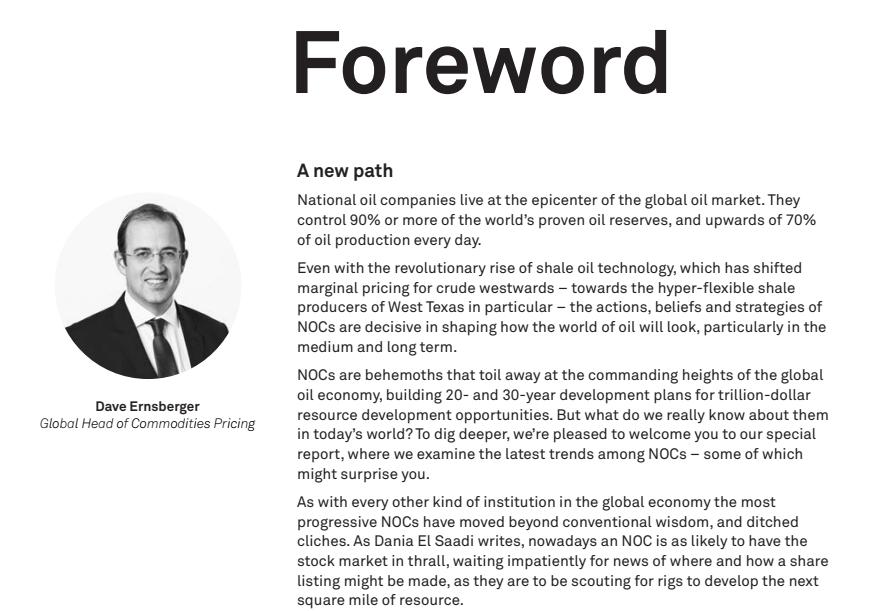 Foreword
A new path
National oil companies live at the epicenter of the global oil market. They
control 90% or more of the world’s proven oil reserves, and upwards of 70%
of oil production every day.
Even with the revolutionary rise of shale oil technology, which has shifted
marginal pricing for crude westwards – towards the hyper-flexible shale
producers of West Texas in particular – the actions, beliefs and strategies of
NOCs are decisive in shaping how the world of oil will look, particularly in the
medium and long term.
NOCs are behemoths that toil away at the commanding heights of the global
oil economy, building 20- and 30-year development plans for trillion-dollar
resource development opportunities. But what do we really know about them
in today’s world? To dig deeper, we’re pleased to welcome you to our special
report, where we examine the latest trends among NOCs – some of which
might surprise you.
As with every other kind of institution in the global economy the most
progressive NOCs have moved beyond conventional wisdom, and ditched
cliches. As Dania El Saadi writes, nowadays an NOC is as likely to have the
stock market in thrall, waiting impatiently for news of where and how a share
listing might be made, as they are to be scouting for rigs to develop the next
square mile of resource.
Dave Ernsberger
Global Head of Commodities Pricing